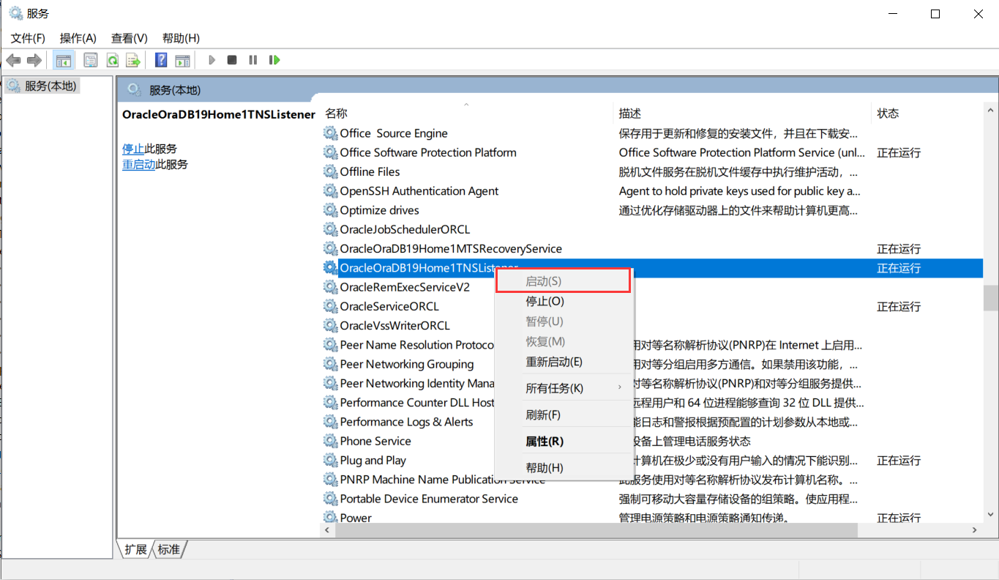 服务
文件(F) 操作(A) 查看(V) 帮助(H)
服务(本地)
服务(本地)
OracleOraDB19Home1TNSListener
停止此服务
重启动此服务
名称 描述 状态
Office  Source Engine 保存用于更新和修复的安装文件，并且在下载安...
Office Software Protection Platform Office Software Protection Platform Service (unl... 正在运行
Offline Files 脱机文件服务在脱机文件缓存中执行维护活动，...
OpenSSH Authentication Agent Agent to hold private keys used for public key a...
Optimize drives 通过优化存储驱动器上的文件来帮助计算机更高...
OracleJobSchedulerORCL
OracleOraDB19Home1MTSRecoveryService 正在运行
OracleOraDB19Home1TNSListener 正在运行
OracleRemExecServiceV2
OracleServiceORCL 正在运行
OracleVssWriterORCL
Peer Name Resolution Protoco 用对等名称解析协议(PNRP)在 Internet 上启用...
Peer Networking Grouping 用对等分组启用多方通信。如果禁用该功能，...
Peer Networking Identity Mana 对等名称解析协议(PNRP)和对等分组服务提供...
Performance Counter DLL Host 远程用户和 64 位进程能够查询 32 位 DLL 提供...
Performance Logs & Alerts 能日志和警报根据预配置的计划参数从本地或...
Phone Service 设备上管理电话服务状态
Plug and Play 计算机在极少或没有用户输入的情况下能识别... 正在运行
PNRP Machine Name Publication Service 此服务使用对等名称解析协议发布计算机名称。...
Portable Device Enumerator Service 强制可移动大容量存储设备的组策略。使应用程...
Power 管理电源策略和电源策略通知传递。 正在运行
启动(S)
停止(O)
暂停(U)
恢复(M)
重新启动(E)
所有任务(K)
刷新(F)
属性(R)
帮助(H)
扩展 标准